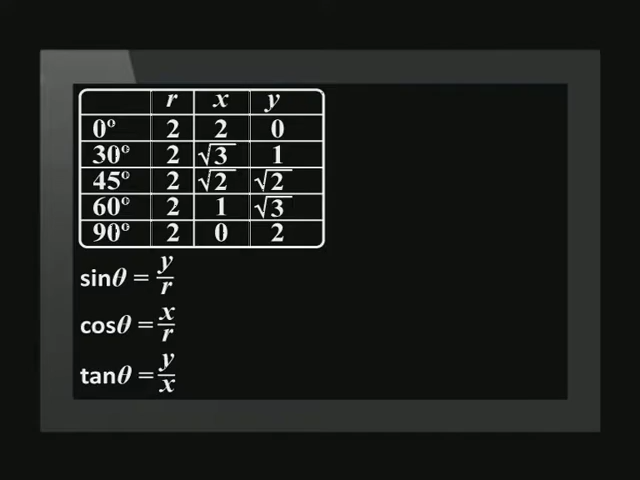 r x y
0° 2 2 0
30° 2 √3 1
45° 2 √2 √2
60° 2 1 √3
90° 2 0 2
sinθ = y/r
cosθ = x/r
tanθ = y/x